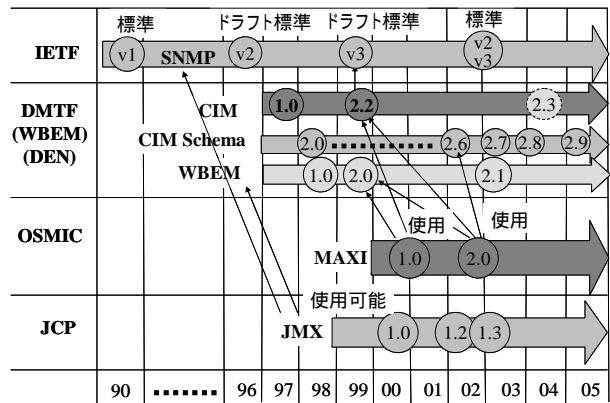 標準 ドラフト標準 ドラフト標準 標準
IETF v1 SNMP v2 v3 v2 v3
DMTF (WBEM) (DEN)
CIM 1.0 2.2 2.3
CIM Schema 2.0 2.6 2.7 2.8 2.9
WBEM 1.0 2.0 2.1
使用 使用
OSMIC MAXI 1.0 2.0
使用可能
JCP JMX 1.0 1.2 1.3
90 96 97 98 99 00 01 02 03 04 05